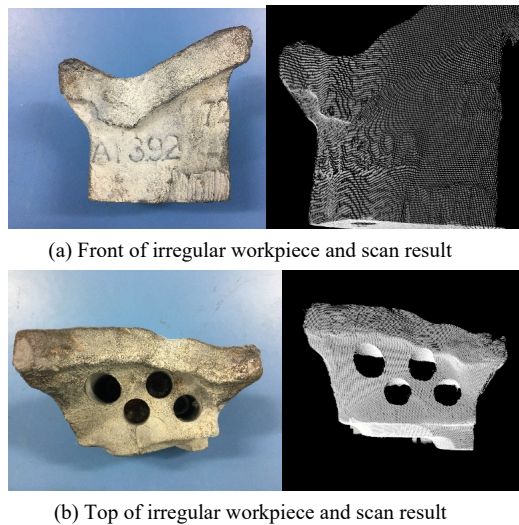 72
A1392
(a) Front of irregular workpiece and scan result
(b) Top of irregular workpiece and scan result